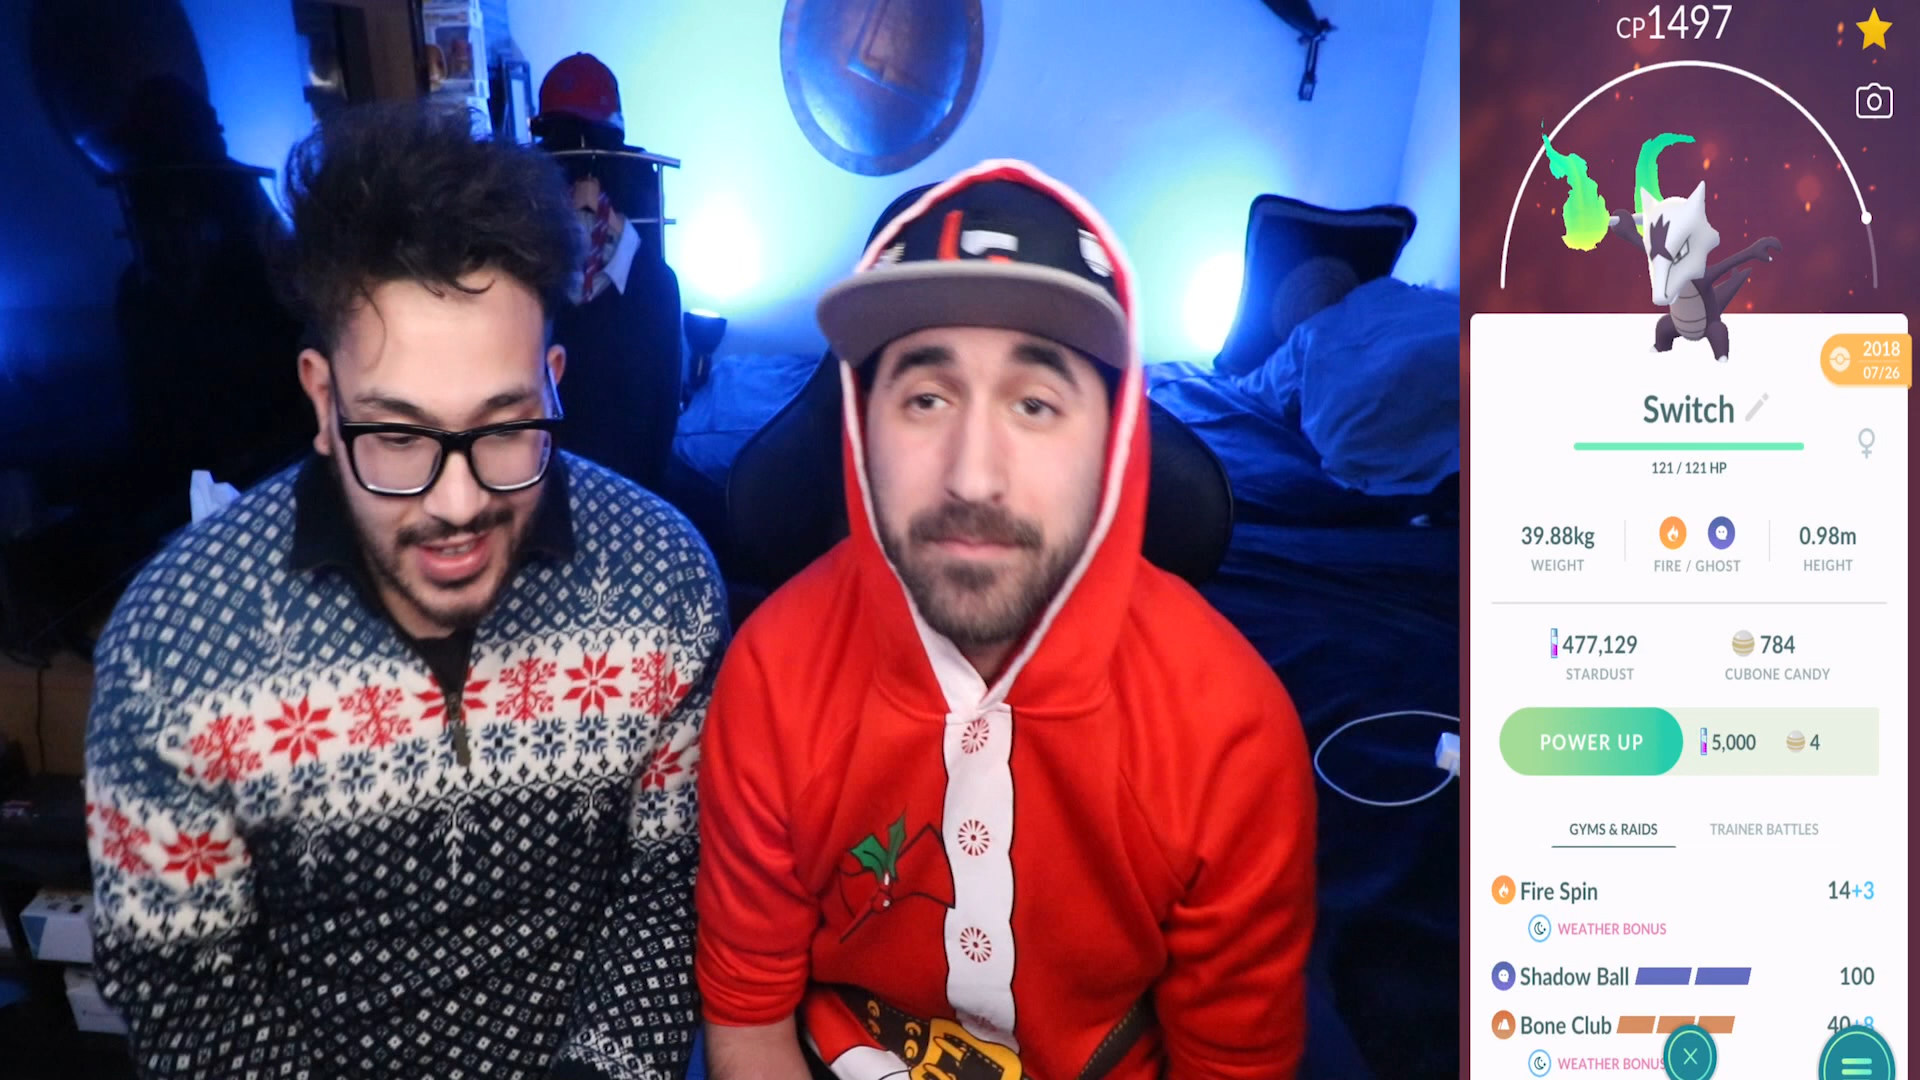 CP1497
2018
07/26
Switch
121 / 121 HP
39.88kg
WEIGHT
FIRE / GHOST
0.98m
HEIGHT
477,129
STARDUST
784
CUBONE CANDY
POWER UP
5,000
4
GYMS & RAIDS
TRAINER BATTLES
Fire Spin 14+3
WEATHER BONUS
Shadow Ball 100
Bone Club 40+8
WEATHER BONUS